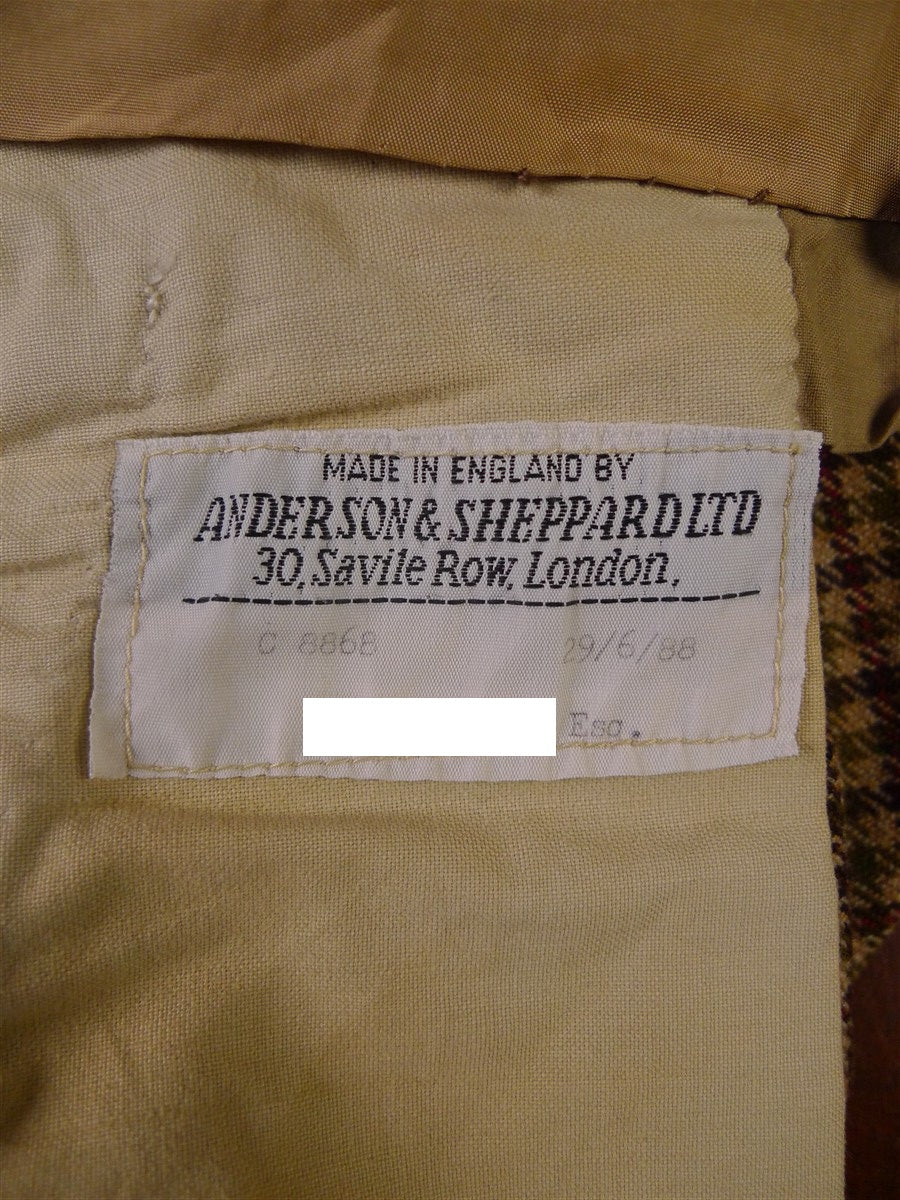 MADE IN ENGLAND BY
ANDERSON & SHEPPARD LTD
30, Savile Row, London,
C 8868 29/6/88
Esq.